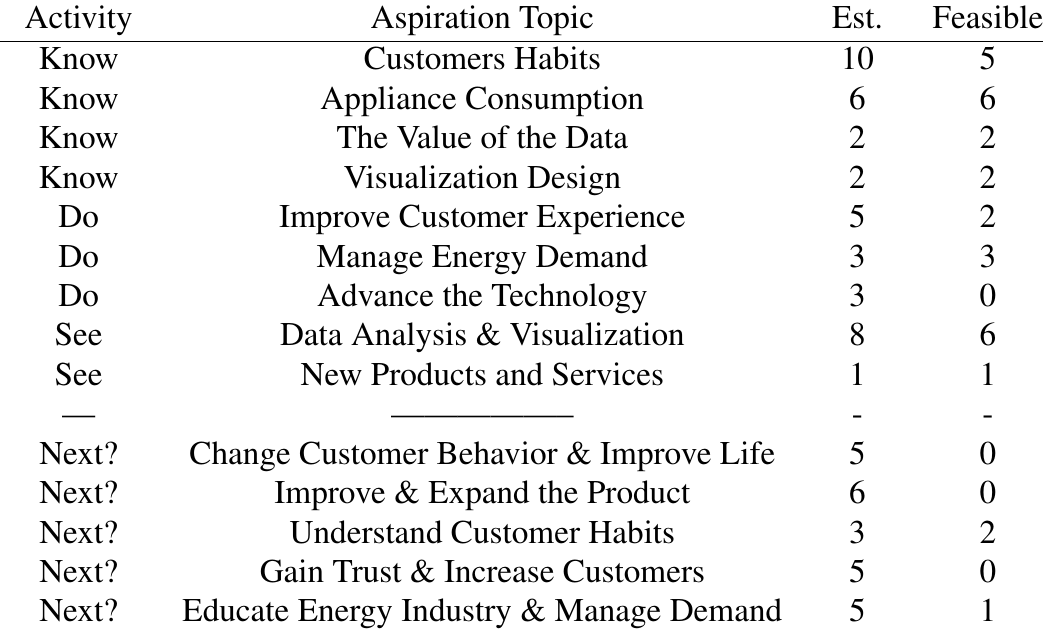 Activity Aspiration Topic Est. Feasible
Know Customers Habits 10 5
Know Appliance Consumption 6 6
Know The Value of the Data 2 2
Know Visualization Design 2 2
Do Improve Customer Experience 5 2
Do Manage Energy Demand 3 3
Do Advance the Technology 3 0
See Data Analysis & Visualization 8 6
See New Products and Services 1 1
— —————— - -
Next? Change Customer Behavior & Improve Life 5 0
Next? Improve & Expand the Product 6 0
Next? Understand Customer Habits 3 2
Next? Gain Trust & Increase Customers 5 0
Next? Educate Energy Industry & Manage Demand 5 1